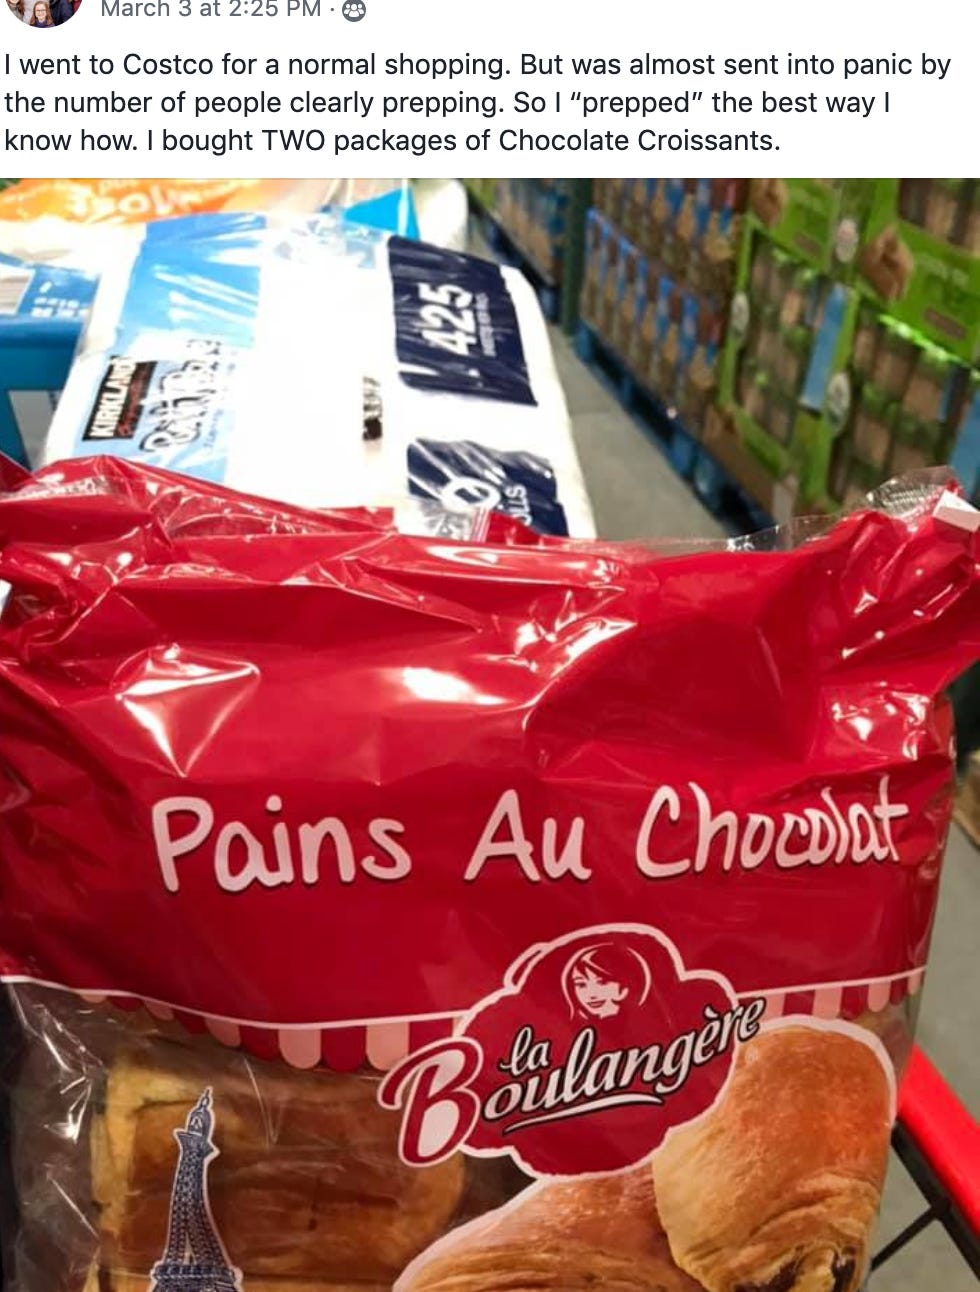 March 3 at 2:25 PM ·
I went to Costco for a normal shopping. But was almost sent into panic by
the number of people clearly prepping. So I “prepped” the best way I
know how. I bought TWO packages of Chocolate Croissants.
KIRKLAND
425
Pains Au Chocolat
la
Boulangère